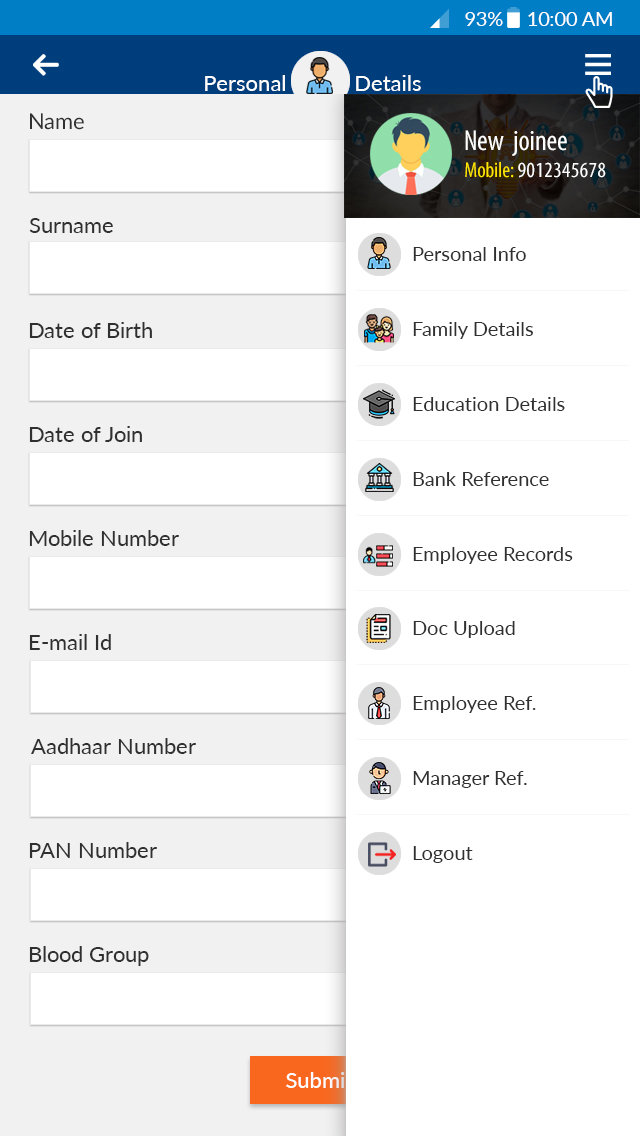 93% 10:00 AM
Personal Details
Name
Surname
Date of Birth
Date of Join
Mobile Number
E-mail Id
Aadhaar Number
PAN Number
Blood Group
Submi
New joinee
Mobile: 9012345678
Personal Info
Family Details
Education Details
Bank Reference
Employee Records
Doc Upload
Employee Ref.
Manager Ref.
Logout